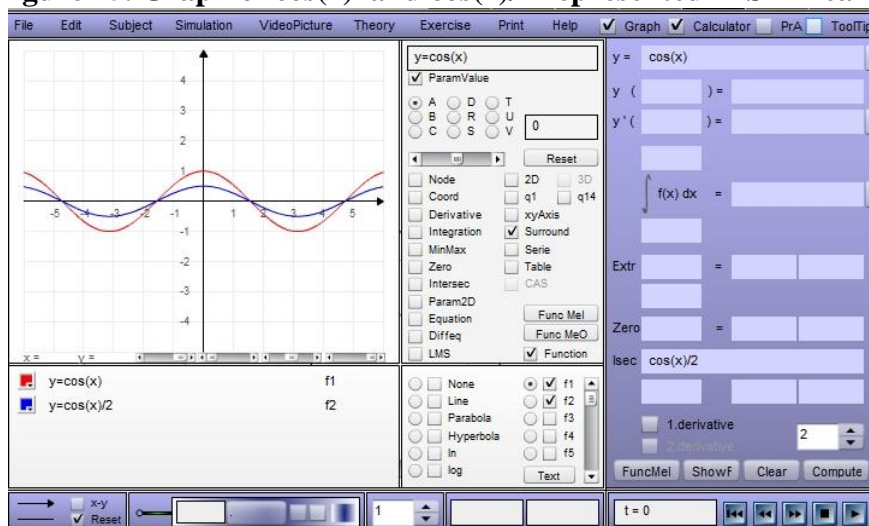 File Edit Subject Simulation VideoPicture Theory Exercise Print Help Graph Calculator PrA ToolTip
4
3
2
1
-5 -4 -3 -2 -1 1 2 3 4 5
-1
-2
-3
-4
X = Y =
y=cos(x)
ParamValue
A D T
B R U
C S V
0
Reset
Node 2D 3D
Coord q1 q14
Derivative xyAxis
Integration Surround
MinMax Serie
Zero Table
Intersec CAS
Param2D
Equation Func Mel
Diffeq Func MeO
LMS Function
y = cos(x)
y ( ) =
y ' ( ) =
∫ f(x) dx =
Extr =
Zero =
Isec cos(x)/2
1.derivative
2.derivative
2
FuncMel ShowF Clear Compute
y=cos(x) f1
y=cos(x)/2 f2
None f1
Line f2
Parabola f3
Hyperbola f4
ln f5
log Text
x-y
Reset
1
t = 0